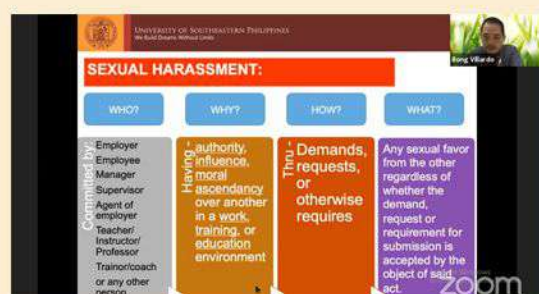 UNIVERSITY OF SOUTHEASTERN PHILIPPINES
We Build Dreams Without Limits
Bong Villarde
SEXUAL HARASSMENT:
WHO?
WHY?
HOW?
WHAT?
Committed by:
Employer
Employee
Manager
Supervisor
Agent of
employer
Teacher/
Instructor/
Professor
Trainor/coach
or any other
person
Having -
authority,
influence,
moral
ascendancy
over another
in a work,
training, or
education
environment
Thru -
Demands,
requests,
or
otherwise
requires
Any sexual favor
from the other
regardless of
whether the
demand,
request or
requirement for
submission is
accepted by the
object of said
act.
zoom